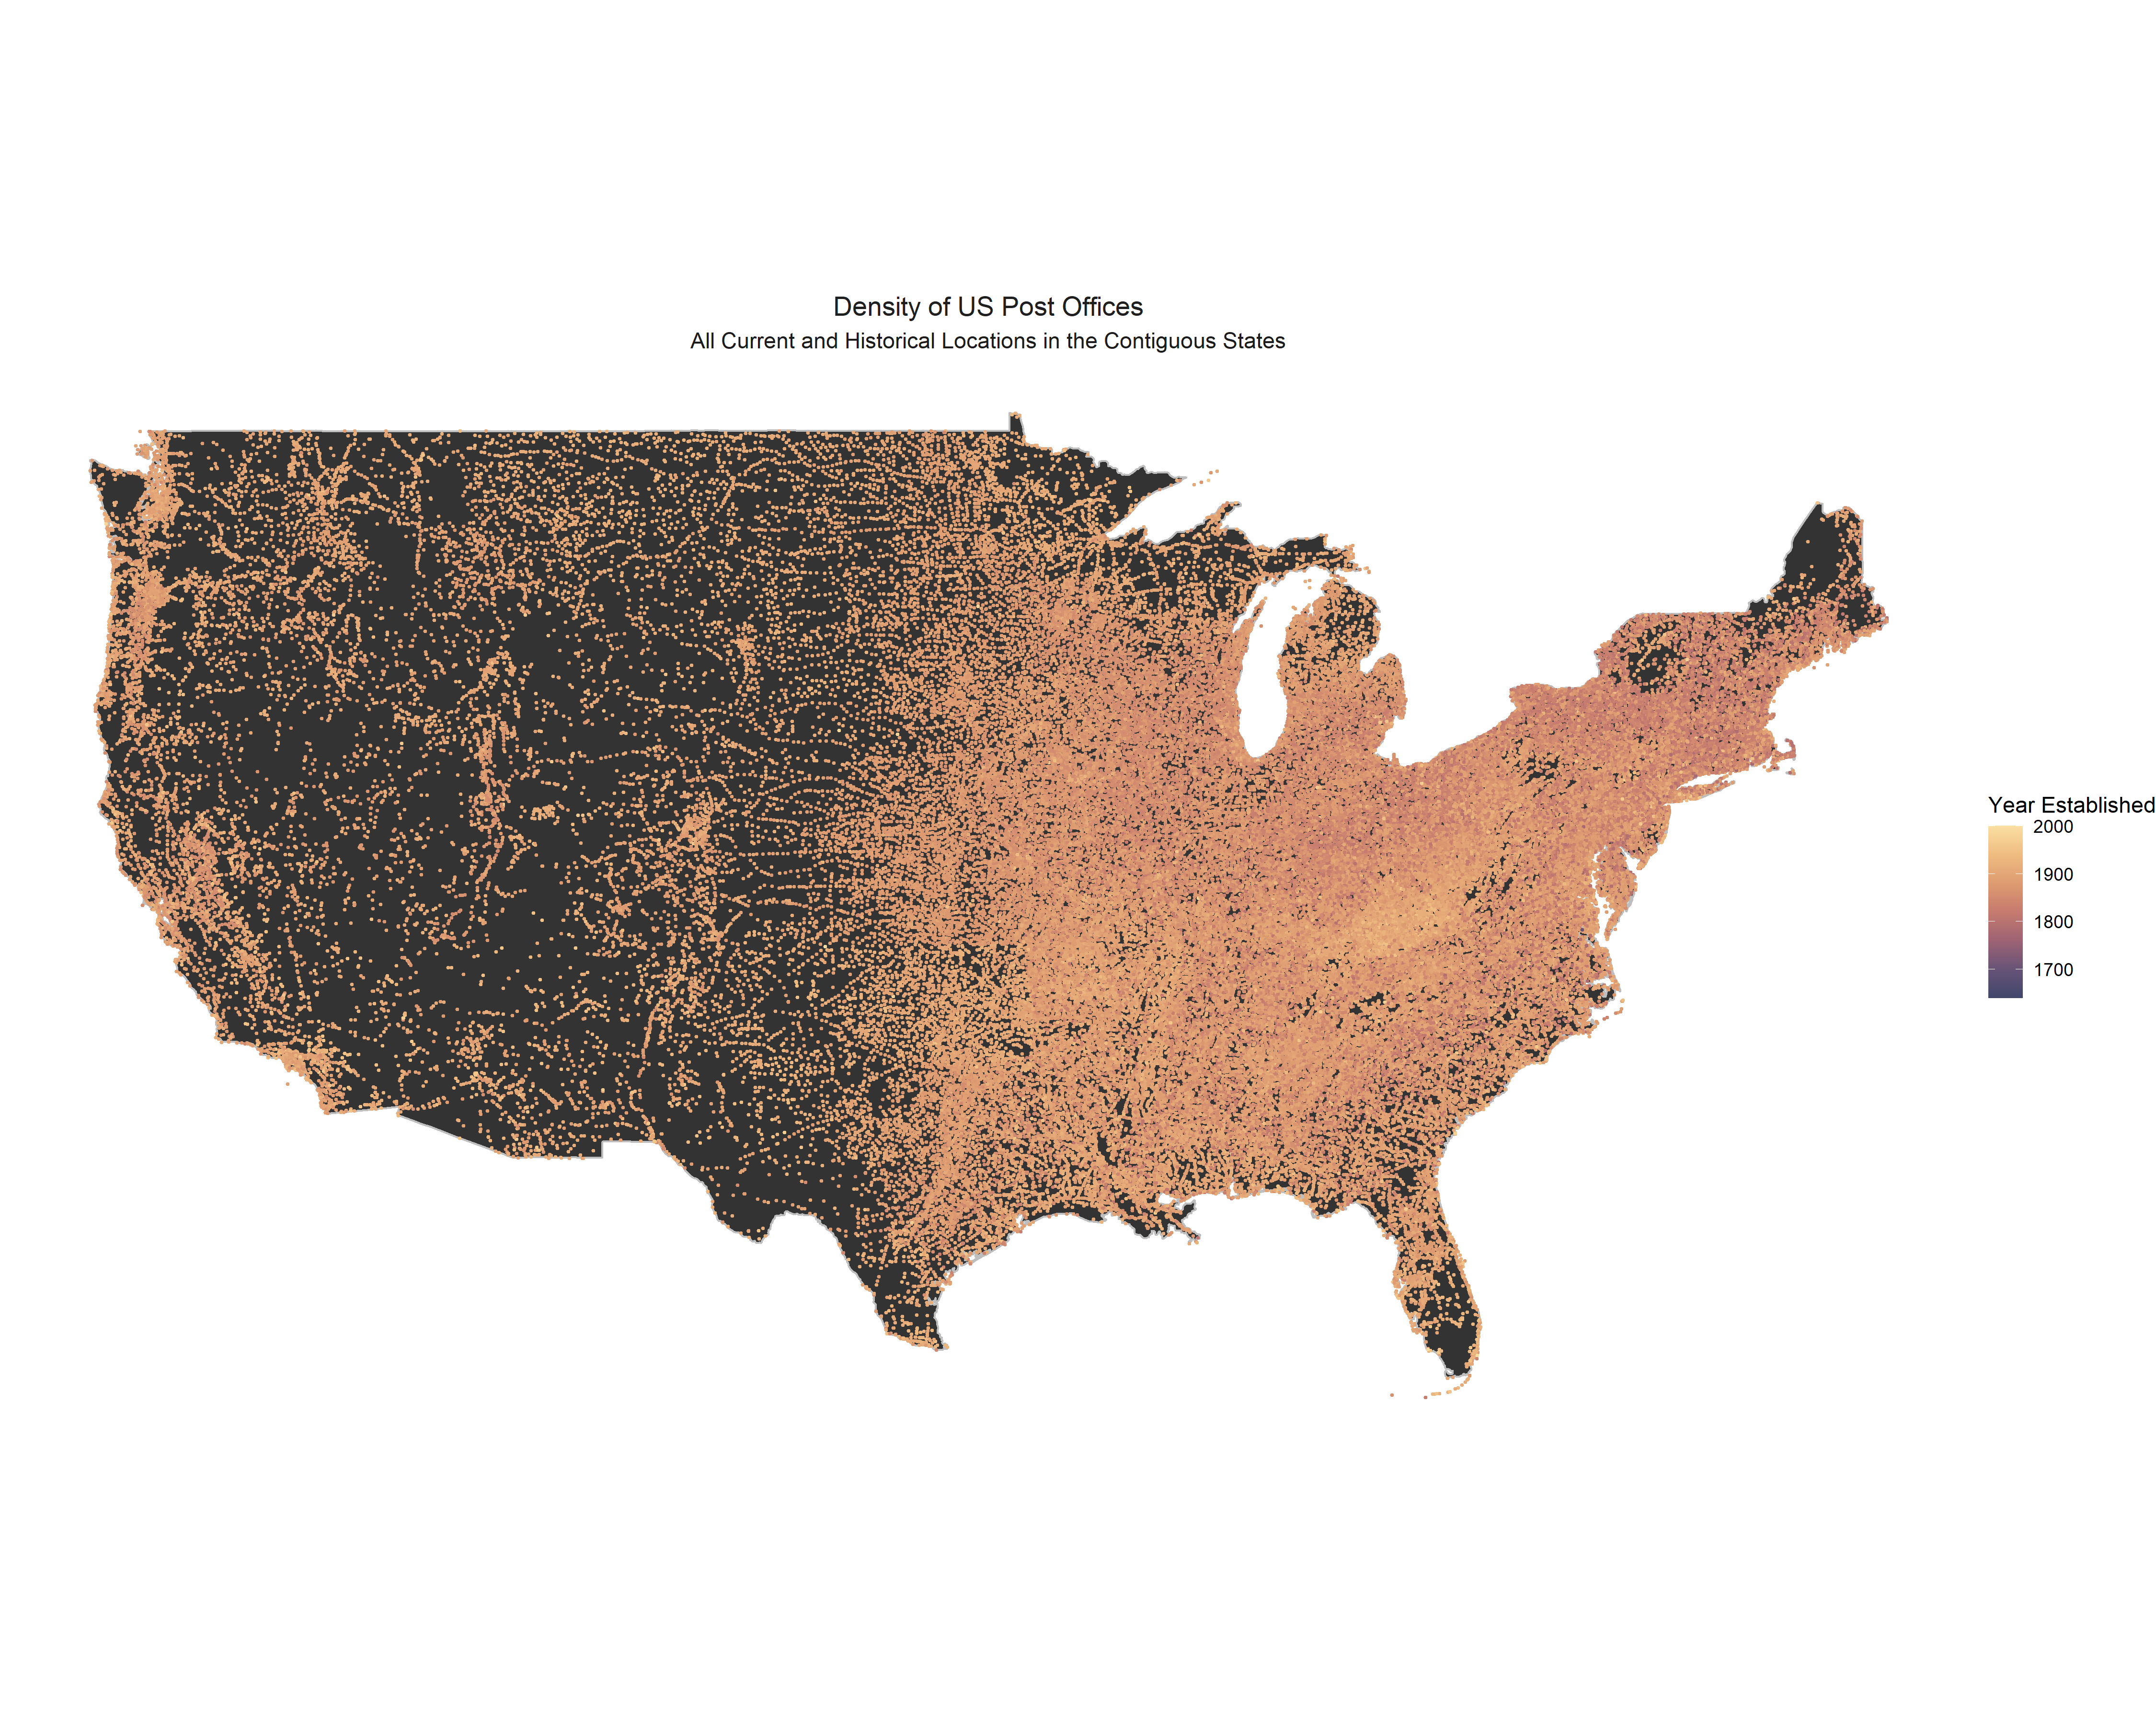 Density of US Post Offices
All Current and Historical Locations in the Contiguous States
Year Established
2000
1900
1800
1700